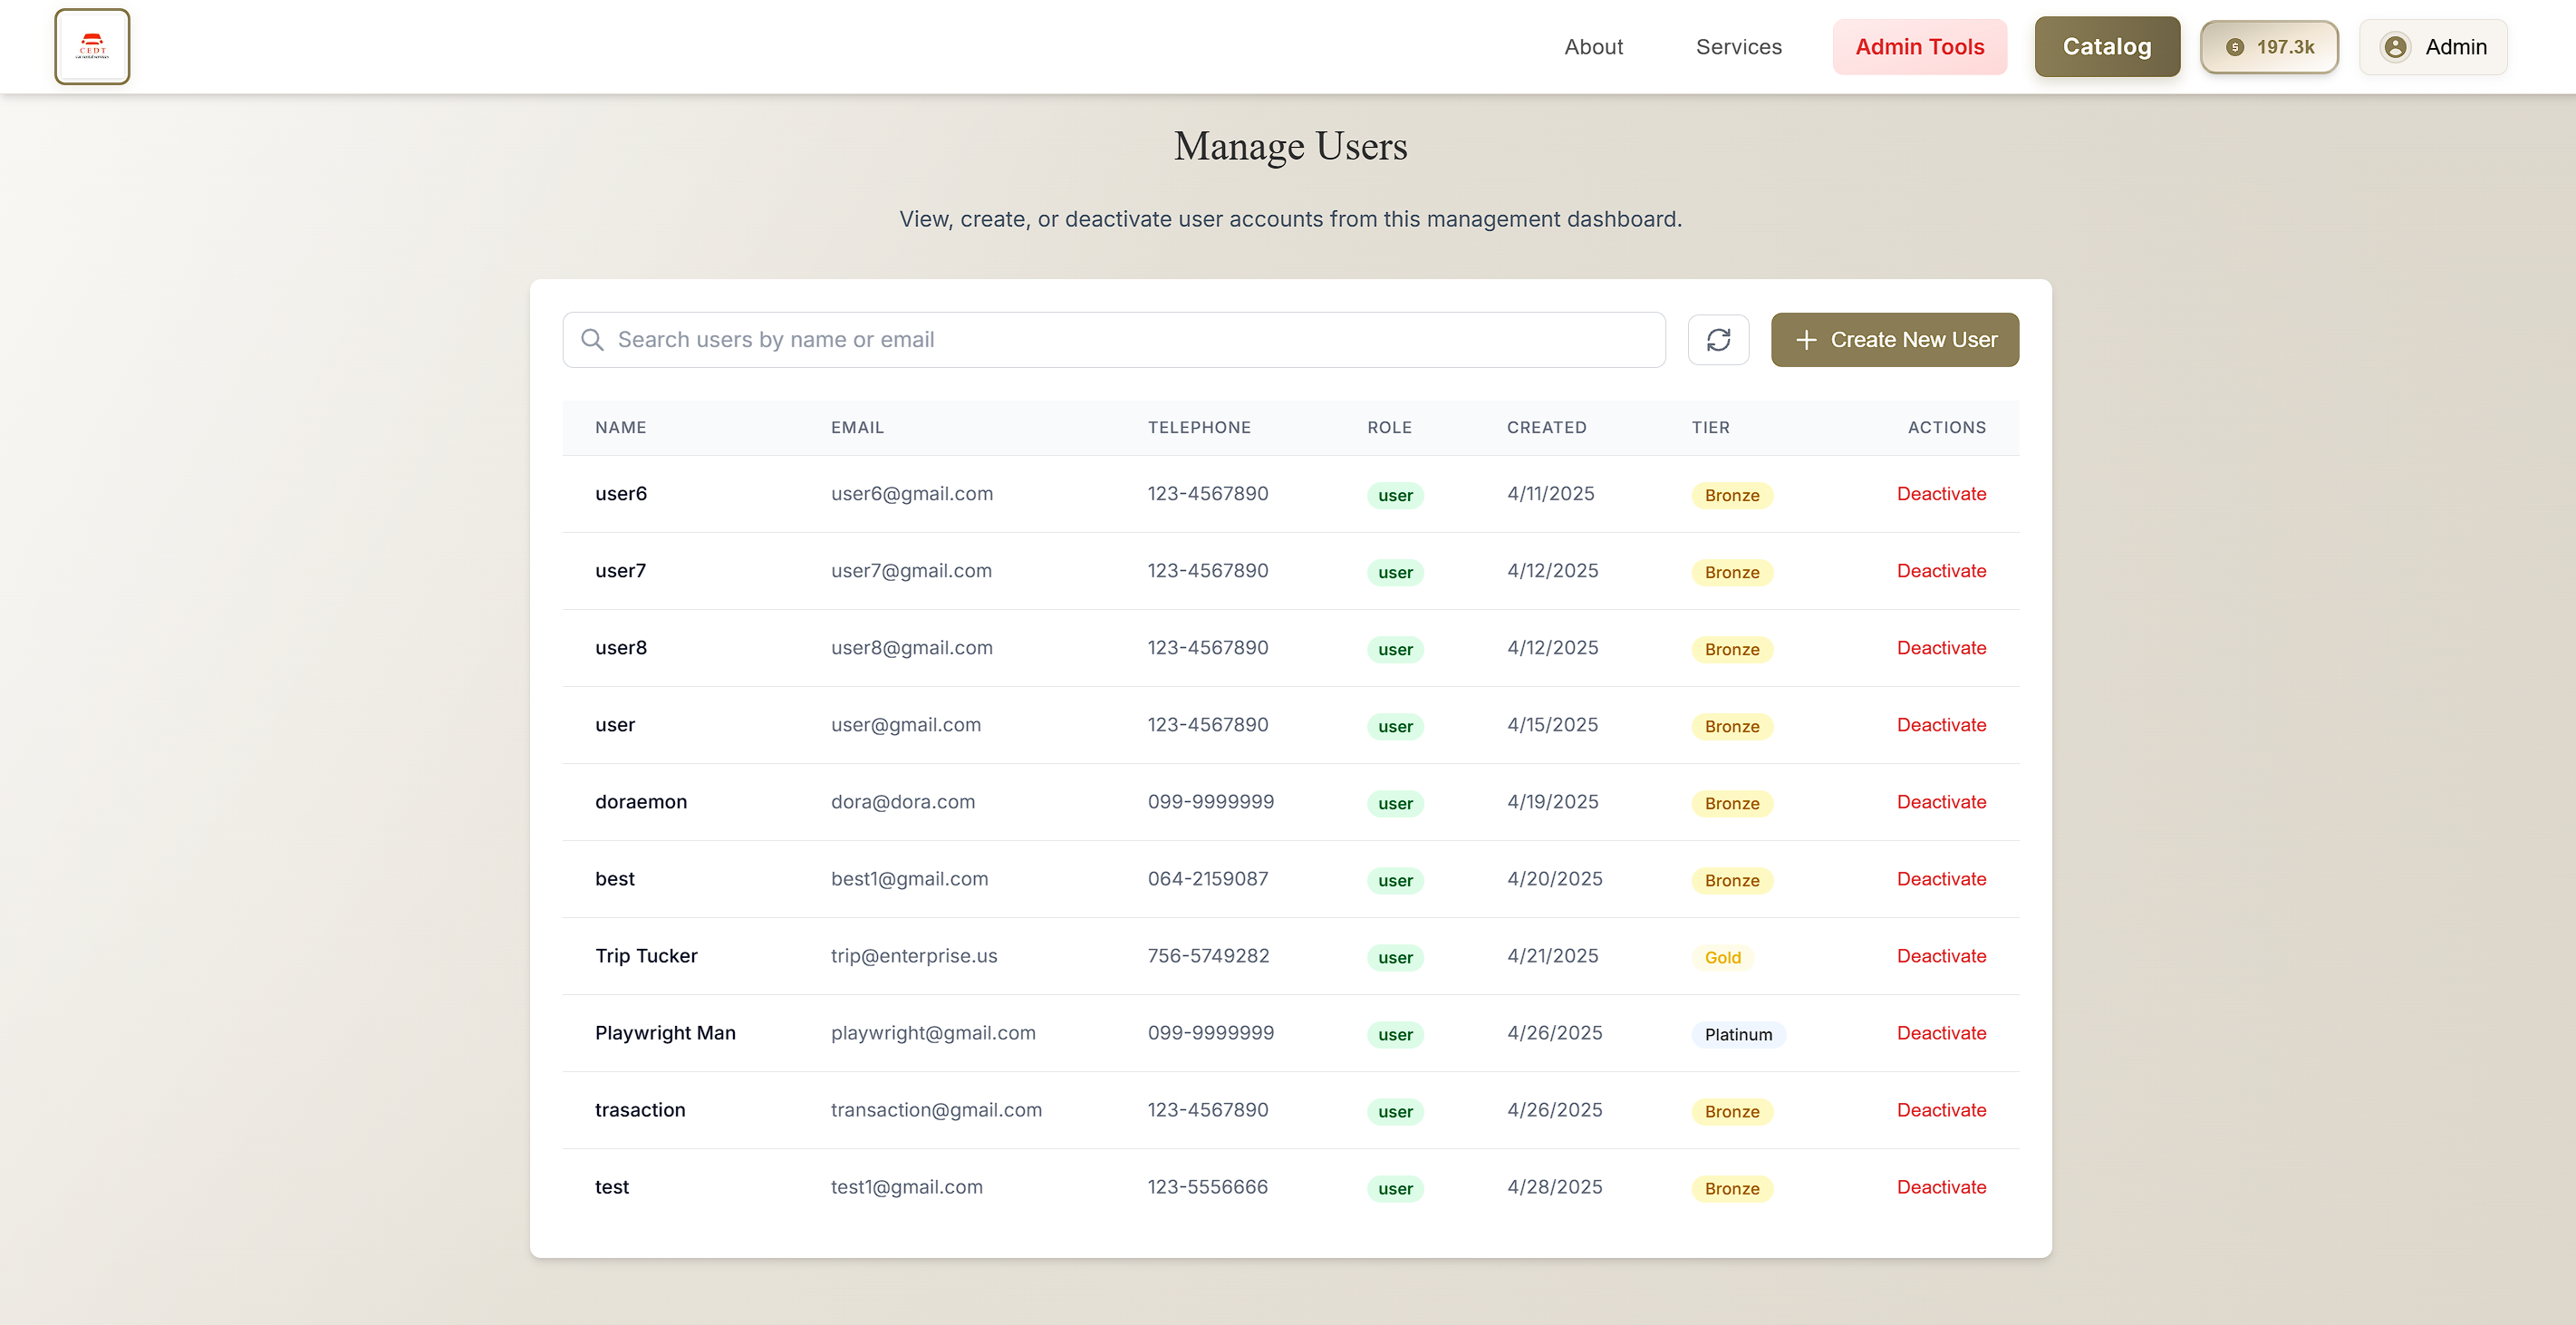 CEDT
About Services Admin Tools Catalog 197.3k Admin
Manage Users
View, create, or deactivate user accounts from this management dashboard.
Search users by name or email Create New User
NAME EMAIL TELEPHONE ROLE CREATED TIER ACTIONS
user6 user6@gmail.com 123-4567890 user 4/11/2025 Bronze Deactivate
user7 user7@gmail.com 123-4567890 user 4/12/2025 Bronze Deactivate
user8 user8@gmail.com 123-4567890 user 4/12/2025 Bronze Deactivate
user user@gmail.com 123-4567890 user 4/15/2025 Bronze Deactivate
doraemon dora@dora.com 099-9999999 user 4/19/2025 Bronze Deactivate
best best1@gmail.com 064-2159087 user 4/20/2025 Bronze Deactivate
Trip Tucker trip@enterprise.us 756-5749282 user 4/21/2025 Gold Deactivate
Playwright Man playwright@gmail.com 099-9999999 user 4/26/2025 Platinum Deactivate
trasaction transaction@gmail.com 123-4567890 user 4/26/2025 Bronze Deactivate
test test1@gmail.com 123-5556666 user 4/28/2025 Bronze Deactivate